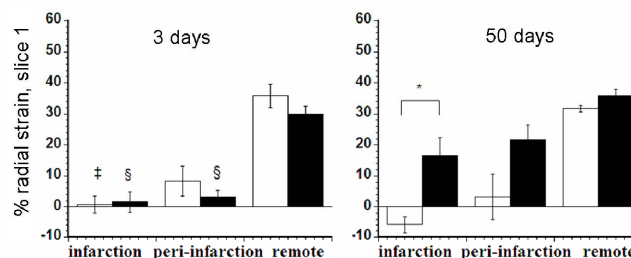 % radial strain, slice 1
3 days
60
50
40
30
20
10
0
-10
‡ § §
infarction peri-infarction remote
50 days
60
50
40
30
20
10
0
-10
*
infarction peri-infarction remote